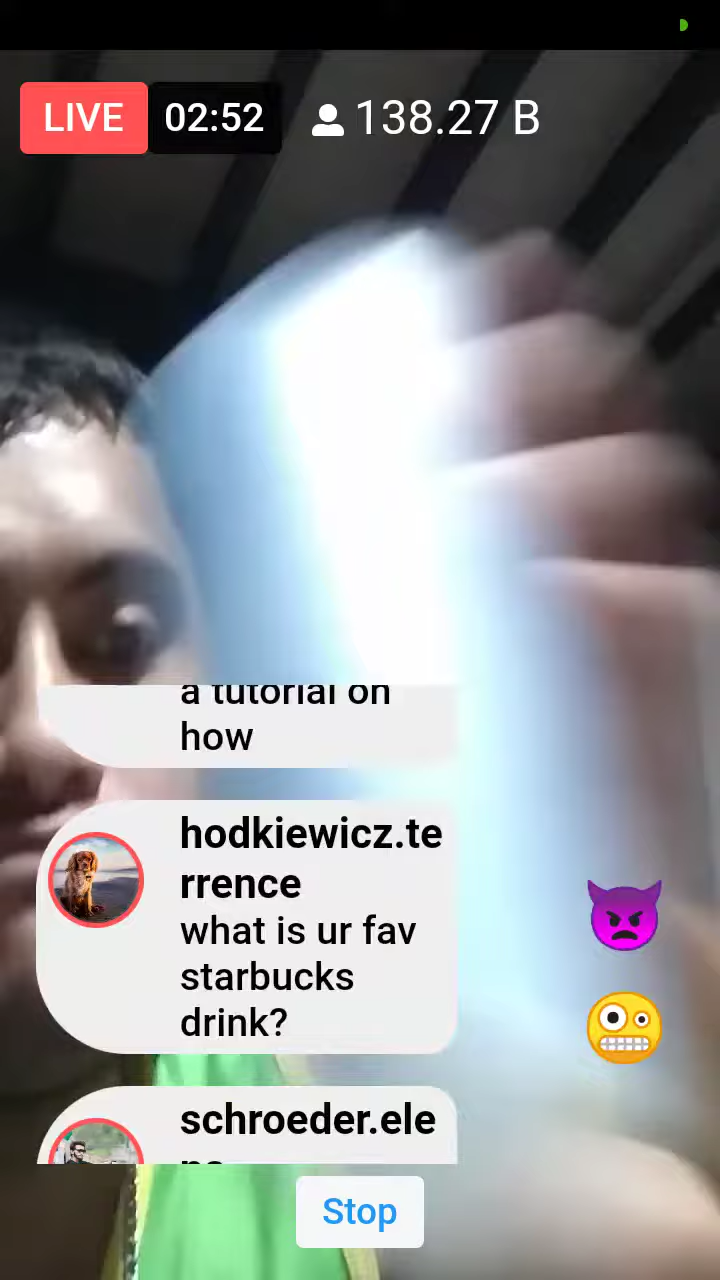 LIVE 02:52 138.27 B
a tutorial on
how
hodkiewicz.te
rrence
what is ur fav
starbucks
drink?
schroeder.ele
Stop